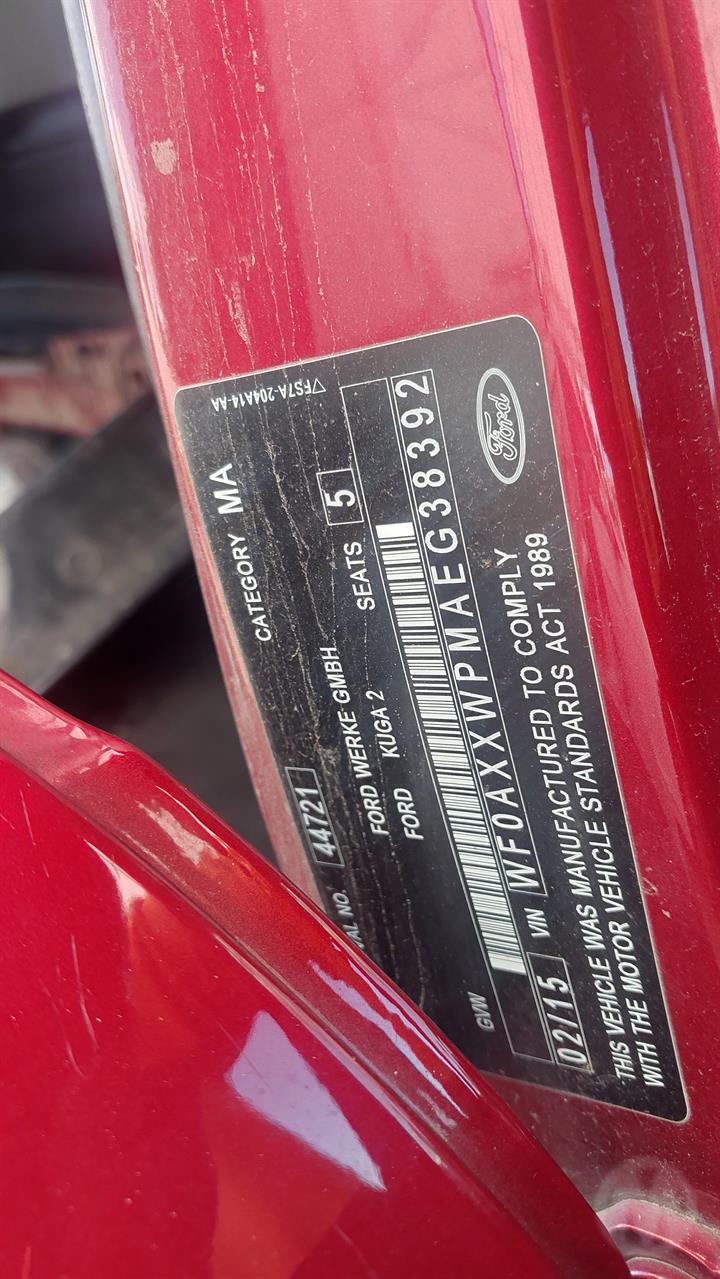 ▽FS7A-204A14-AA
CATEGORY MA
44721
FORD WERKE GMBH
FORD KUGA 2
SEATS 5
GVW
WF0AXXWPMAEG38392
02/15 VIN
Ford
THIS VEHICLE WAS MANUFACTURED TO COMPLY
WITH THE MOTOR VEHICLE STANDARDS ACT 1989